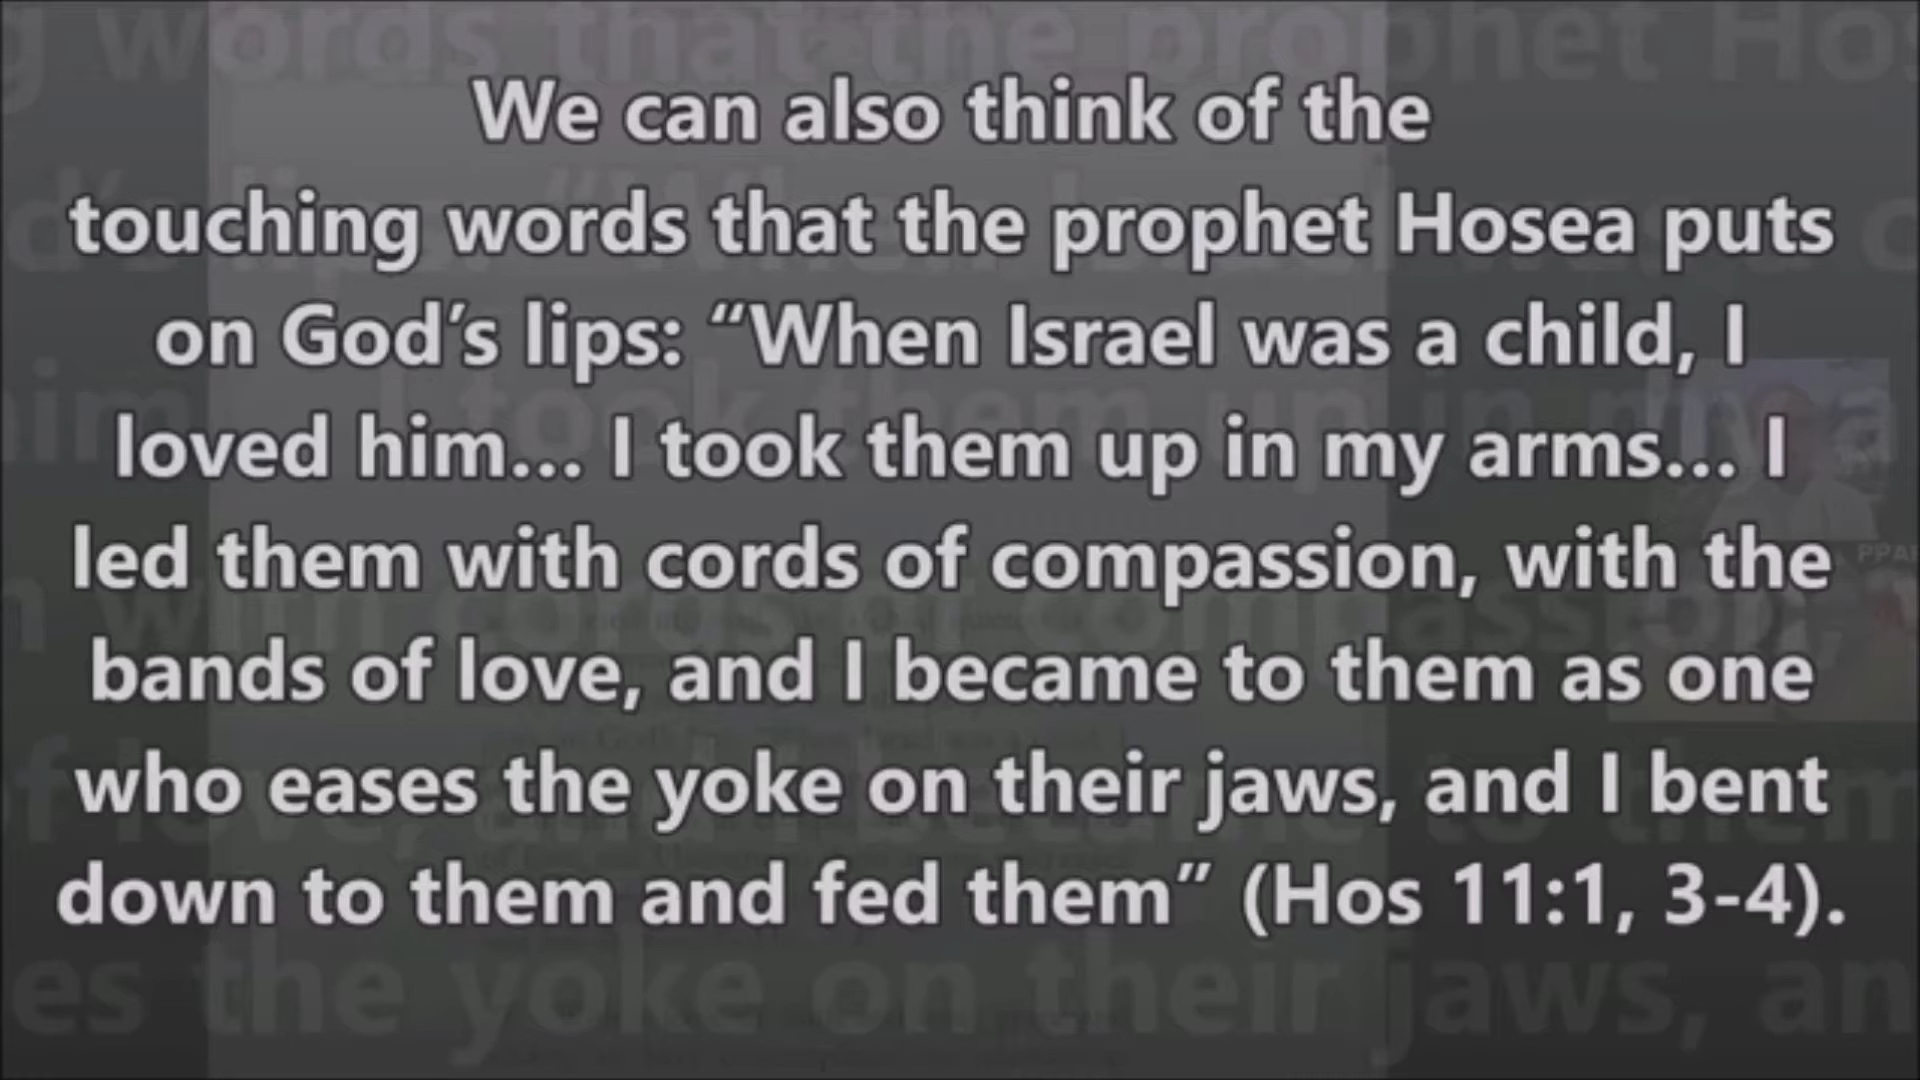 We can also think of the
touching words that the prophet Hosea puts
on God’s lips: “When Israel was a child, I
loved him... I took them up in my arms... I
led them with cords of compassion, with the
bands of love, and I became to them as one
who eases the yoke on their jaws, and I bent
down to them and fed them” (Hos 11:1, 3-4).